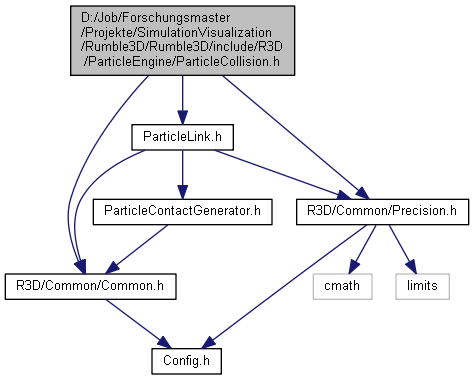 D:/Job/Forschungsmaster
/Projekte/SimulationVisualization
/Rumble3D/Rumble3D/include/R3D
/ParticleEngine/ParticleCollision.h
ParticleLink.h
ParticleContactGenerator.h
R3D/Common/Precision.h
R3D/Common/Common.h
cmath
limits
Config.h